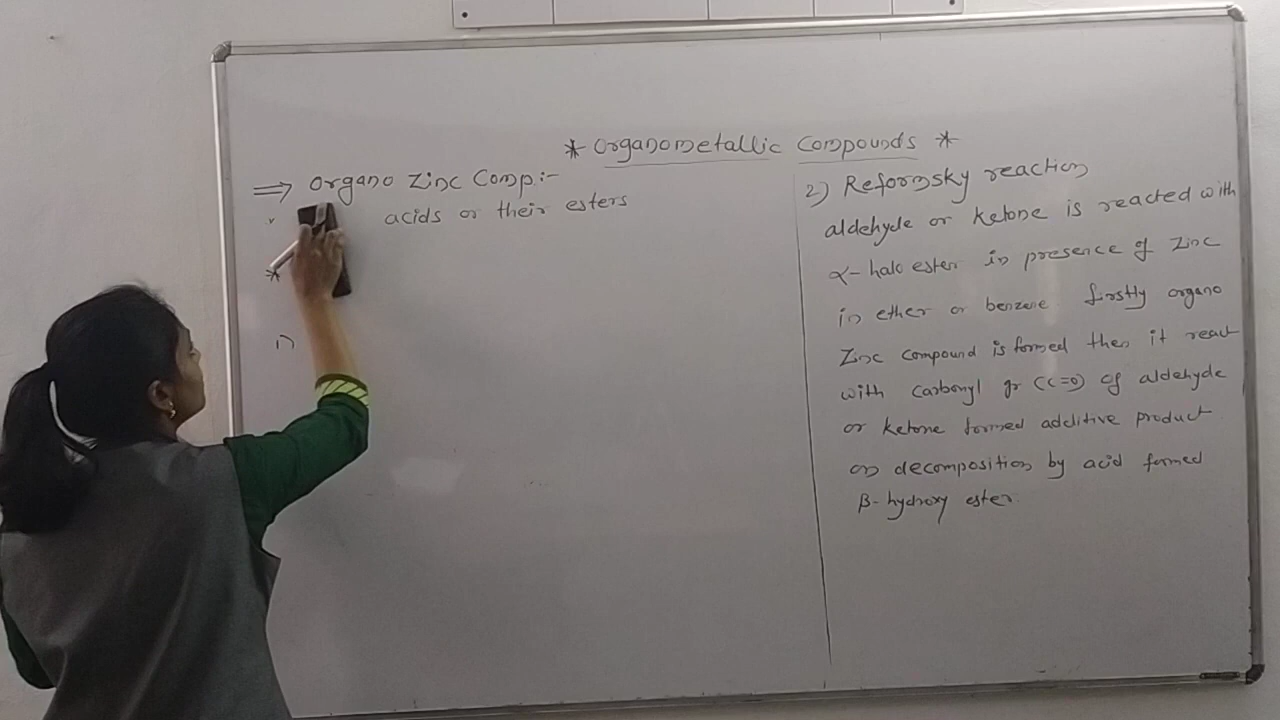 * Organometallic Compounds *
⇒ Organo Zinc Comp:-
acids or their esters
*
1)
2) Reformsky reaction
aldehyde or ketone is reacted with
α-halo ester in presence of Zinc
in ether or benzene firstly organo
Zinc compound is formed then it react
with carbonyl gr (C=O) of aldehyde
or ketone formed additive product
on decomposition by acid formed
β-hydroxy ester.